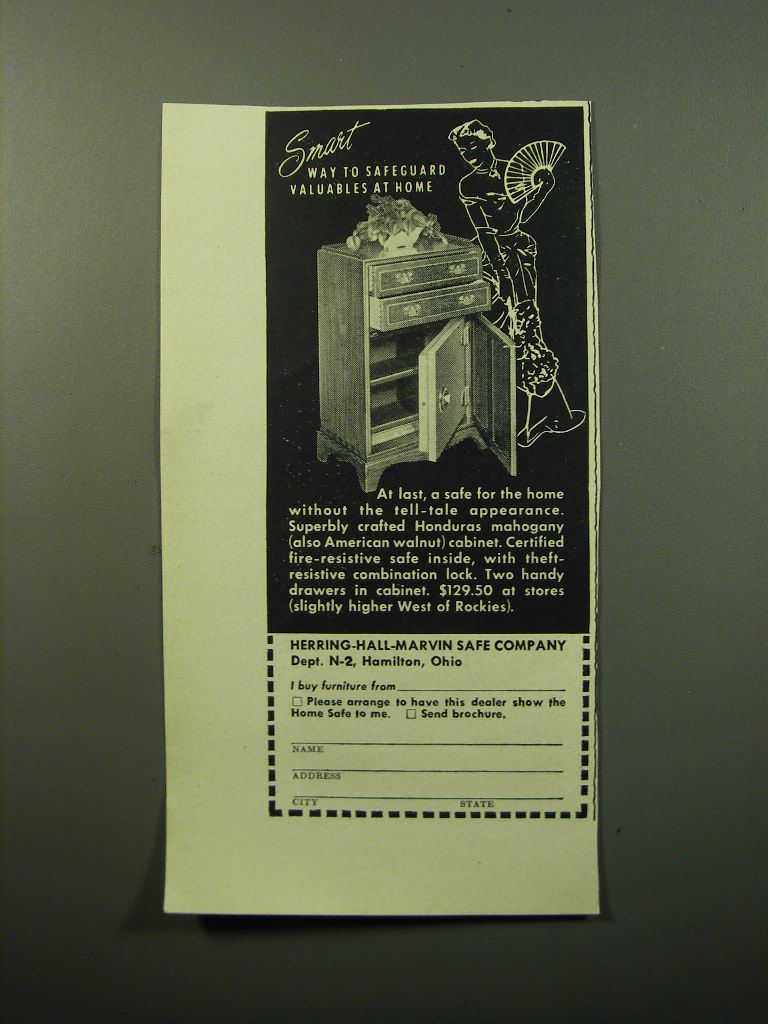 Smart
WAY TO SAFEGUARD
VALUABLES AT HOME
At last, a safe for the home
without the tell-tale appearance.
Superbly crafted Honduras mahogany
(also American walnut) cabinet. Certified
fire-resistive safe inside, with theft-
resistive combination lock. Two handy
drawers in cabinet. $129.50 at stores
(slightly higher West of Rockies).
HERRING-HALL-MARVIN SAFE COMPANY
Dept. N-2, Hamilton, Ohio
I buy furniture from
☐ Please arrange to have this dealer show the
Home Safe to me. ☐ Send brochure.
NAME
ADDRESS
CITY STATE